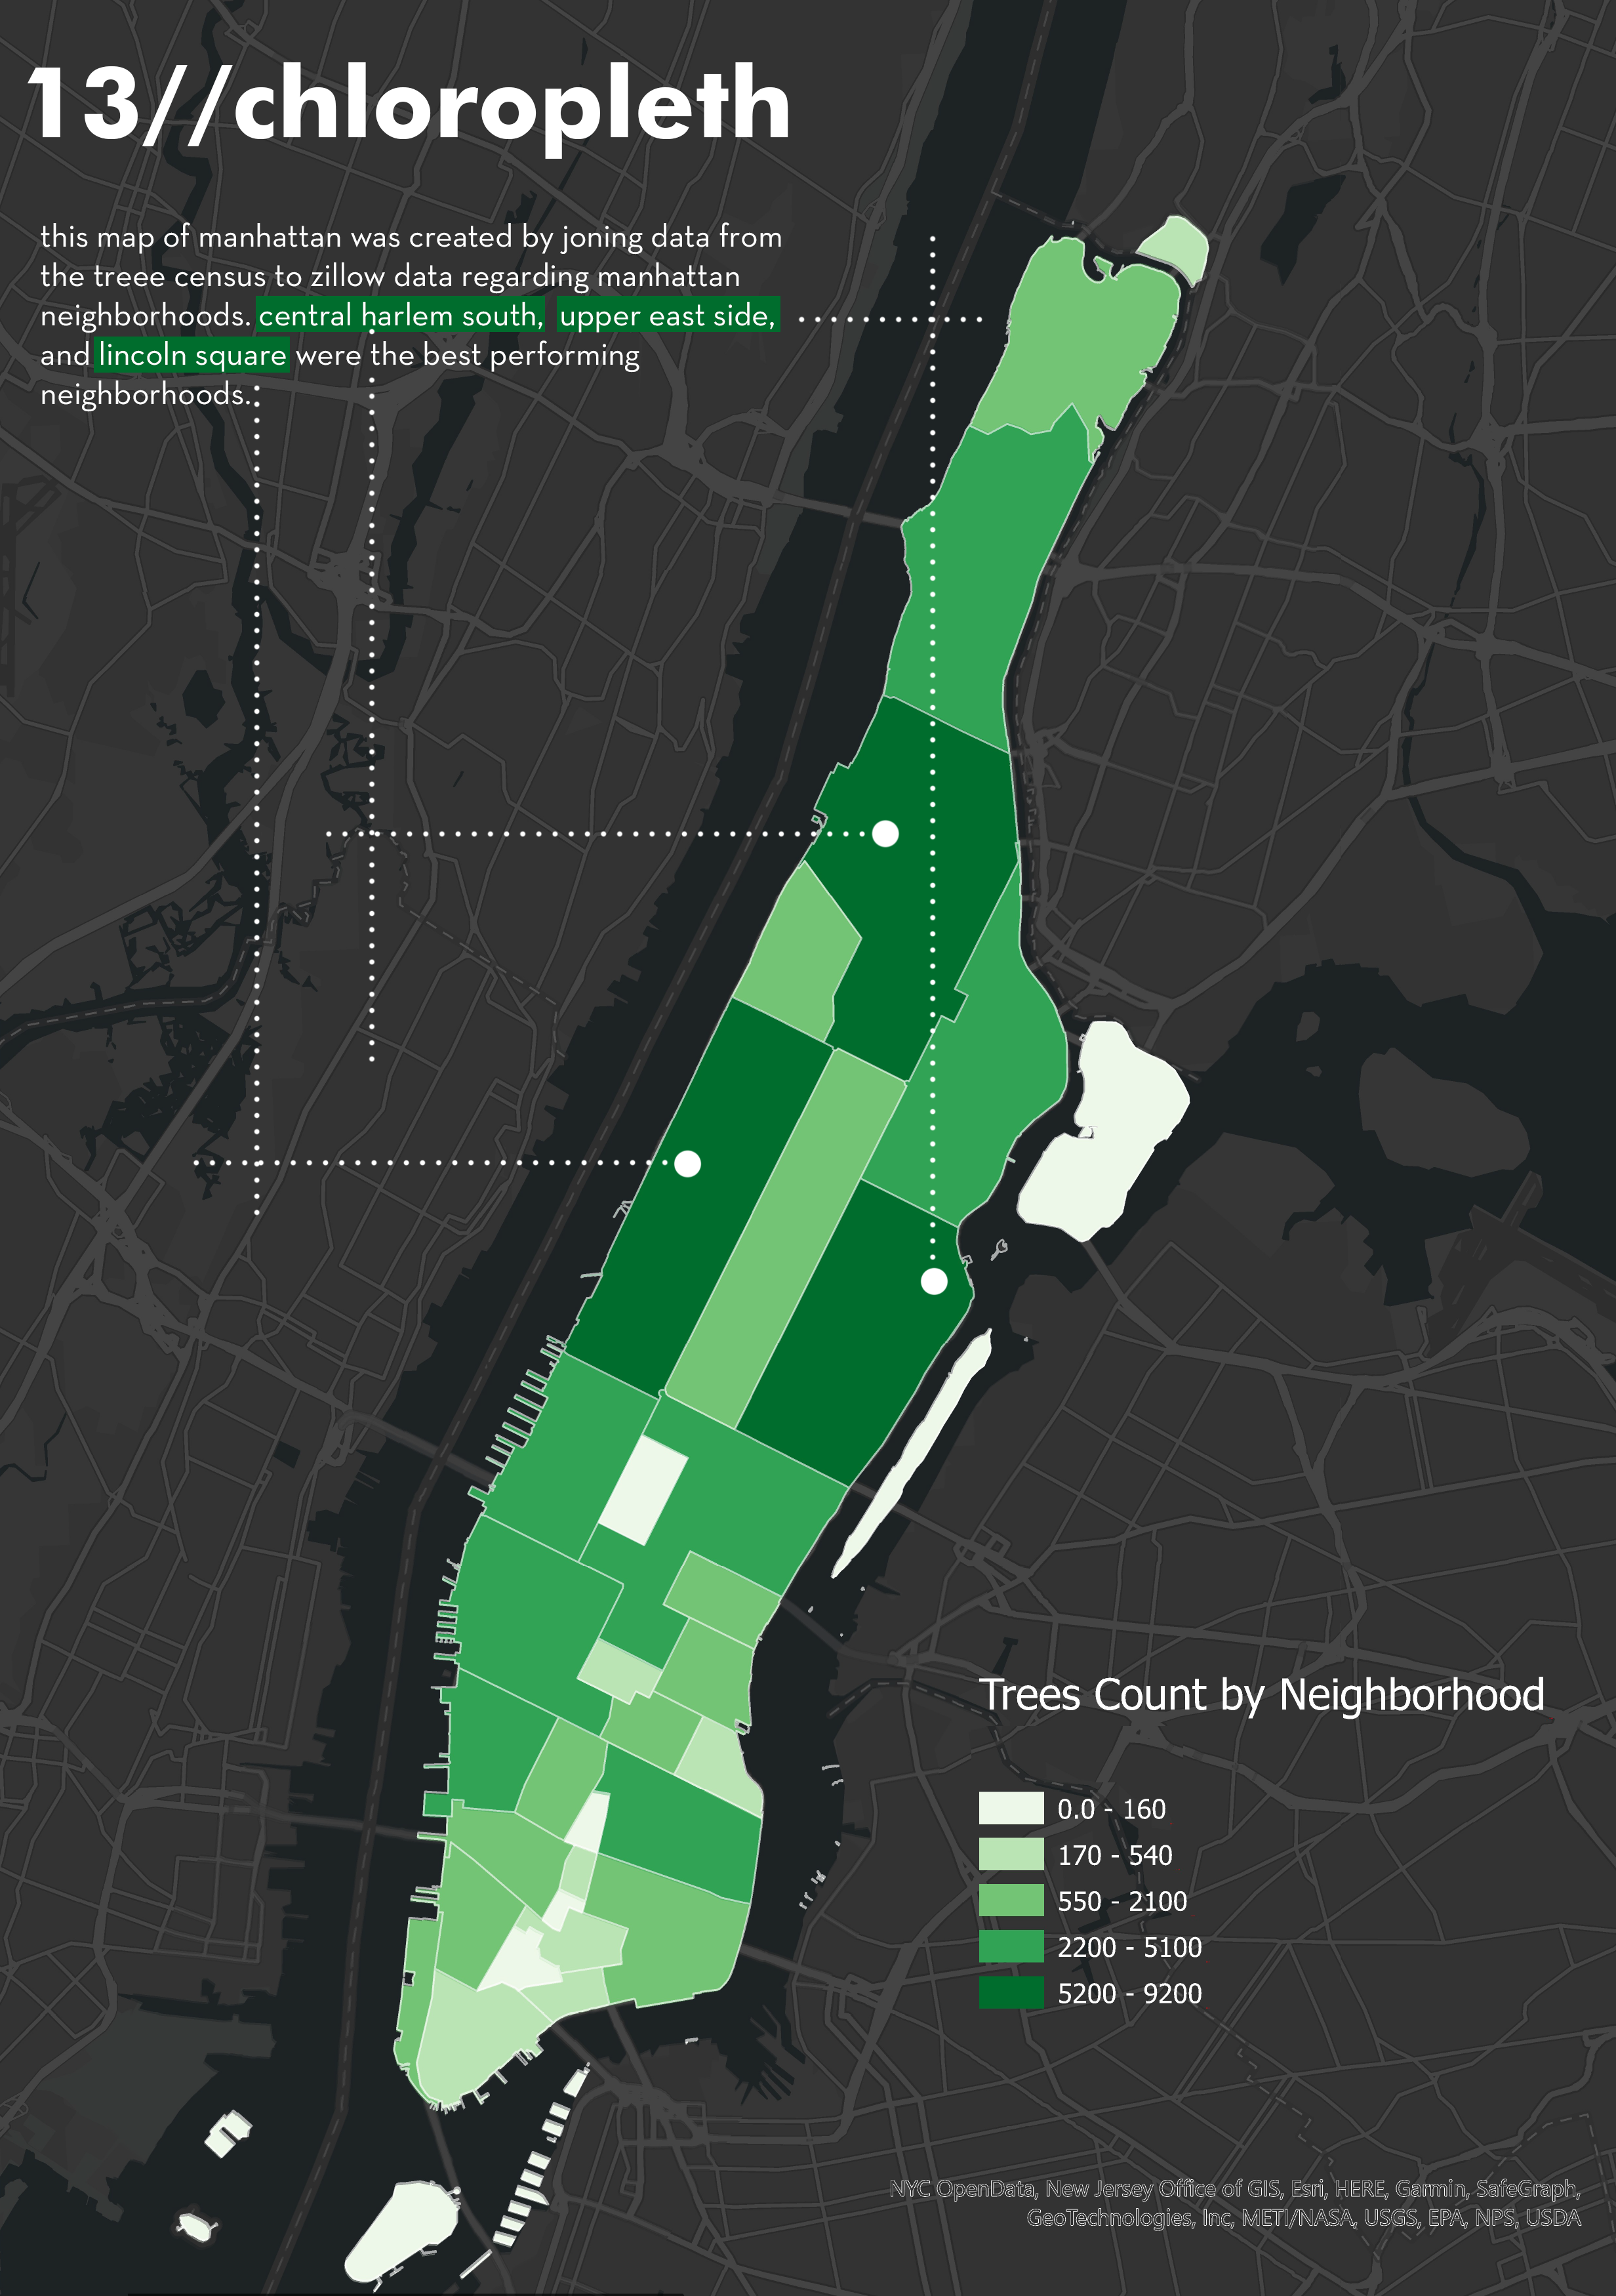 13//chloropleth
this map of manhattan was created by joning data from
the treee census to zillow data regarding manhattan
neighborhoods. central harlem south, upper east side,
and lincoln square were the best performing
neighborhoods.
Trees Count by Neighborhood
0.0 - 160
170 - 540
550 - 2100
2200 - 5100
5200 - 9200
NYC OpenData, New Jersey Office of GIS, Esri, HERE, Garmin, SafeGraph,
GeoTechnologies, Inc, METI/NASA, USGS, EPA, NPS, USDA